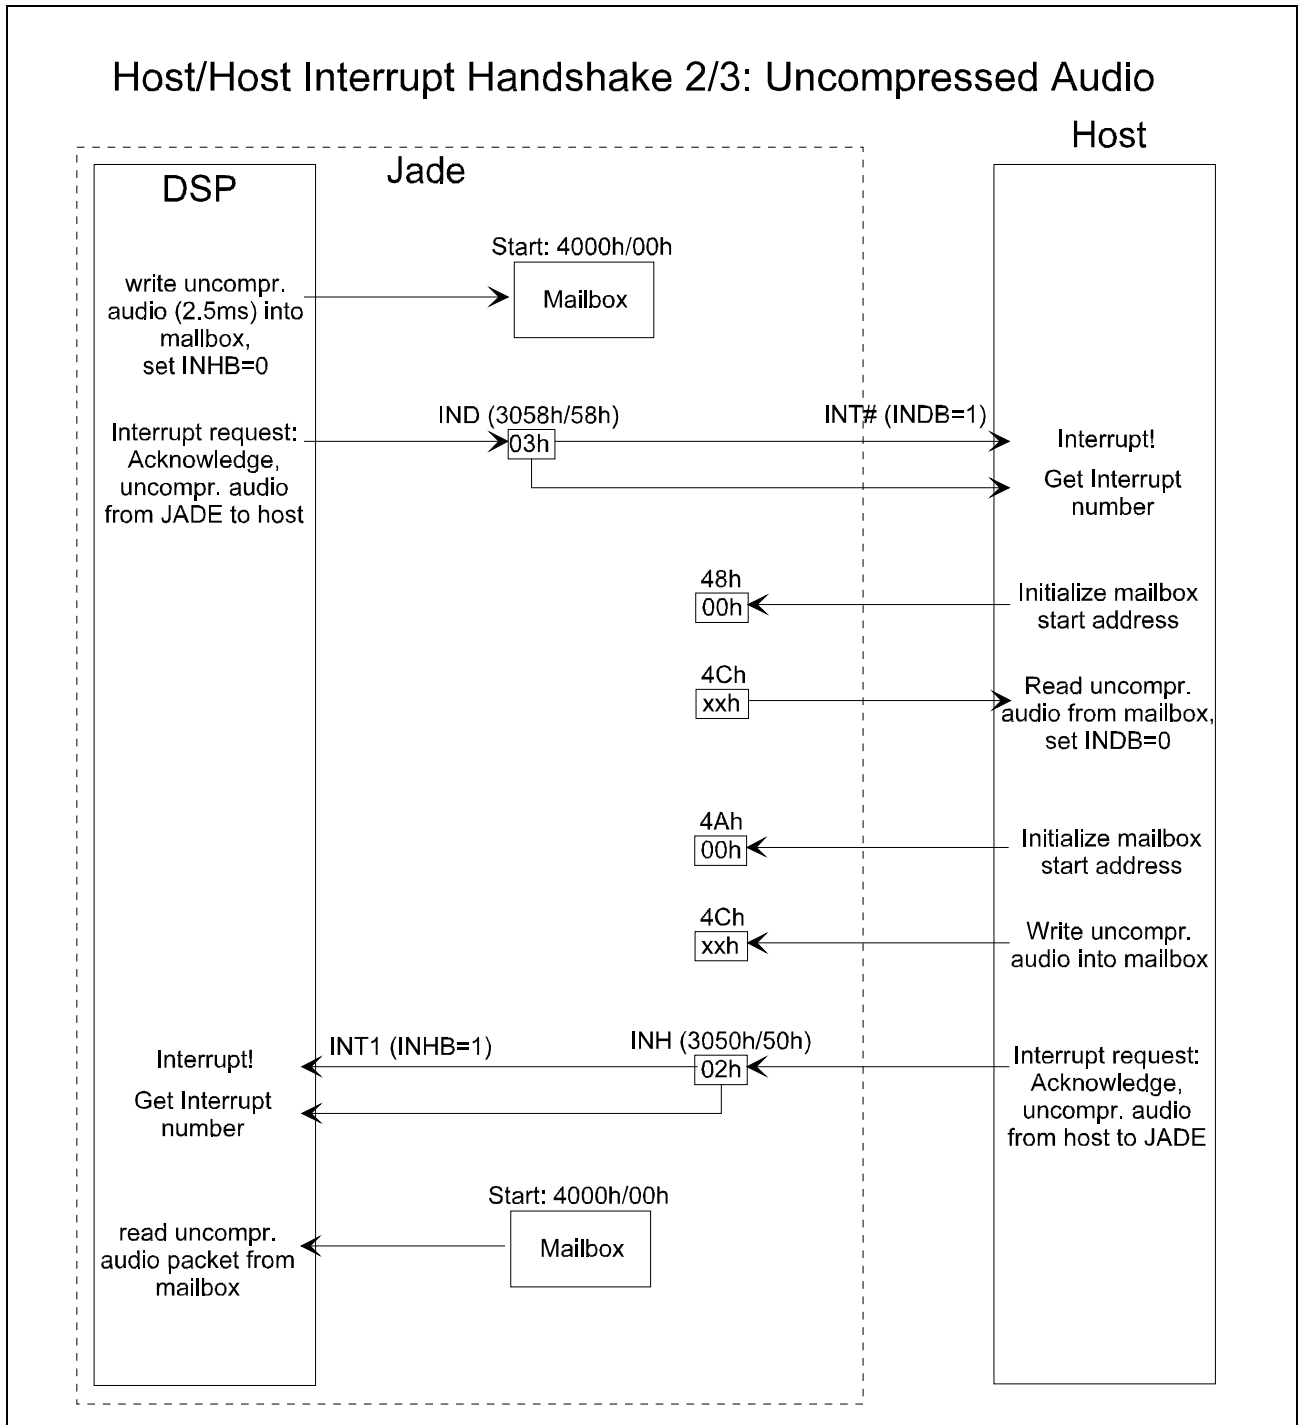 Host/Host Interrupt Handshake 2/3: Uncompressed Audio
Host
Jade
DSP
Start: 4000h/00h
Mailbox
write uncompr.
audio (2.5ms) into
mallbox,
set INHB=0
IND (3058h/58h)
INT# (INDB=1)
03h
Interrupt request:
Acknowledge,
uncompr. audio
from JADE to host
Interrupt!
Get Interrupt
number
48h
00h
Initialize mailbox
start address
4Ch
xxh
Read uncompr.
audio from mailbox,
set INDB=0
4Ah
00h
Initialize mailbox
start address
4Ch
xxh
Write uncompr.
audio into mailbox
INT1 (INHB=1)
INH (3050h/50h)
02h
Interrupt!
Get Interrupt
number
Interrupt request:
Acknowledge,
uncompr. audio
from host to JADE
Start: 4000h/00h
Mailbox
read uncompr.
audio packet from
mailbox